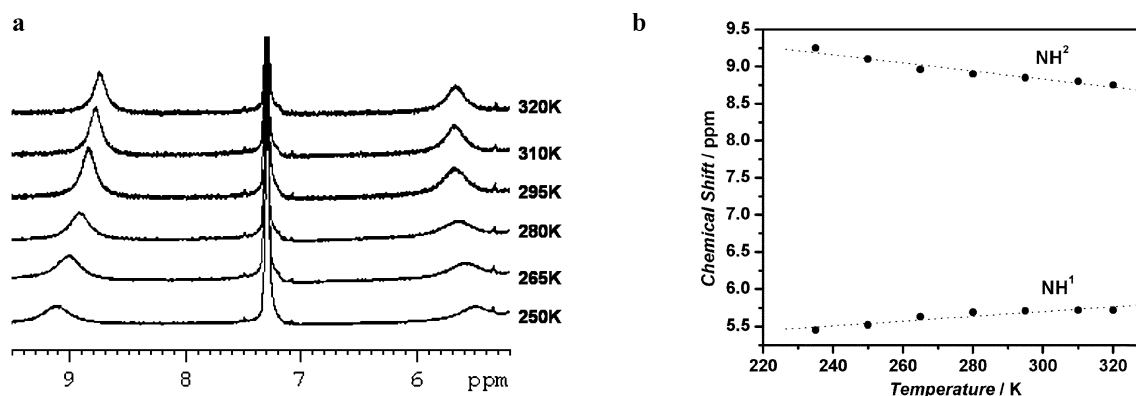 a
320K
310K
295K
280K
265K
250K
9 8 7 6 ppm
b
9.5
9.0
8.5
8.0
7.5
7.0
6.5
6.0
5.5
Chemical Shift / ppm
NH²
NH¹
220 240 260 280 300 320
Temperature / K